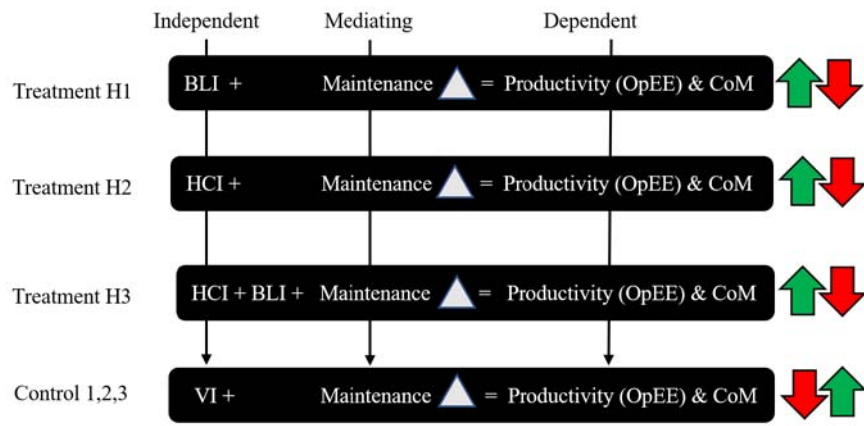 Independent Mediating Dependent
Treatment H1 BLI + Maintenance = Productivity (OpEE) & CoM
Treatment H2 HCI + Maintenance = Productivity (OpEE) & CoM
Treatment H3 HCI + BLI + Maintenance = Productivity (OpEE) & CoM
Control 1,2,3 VI + Maintenance = Productivity (OpEE) & CoM